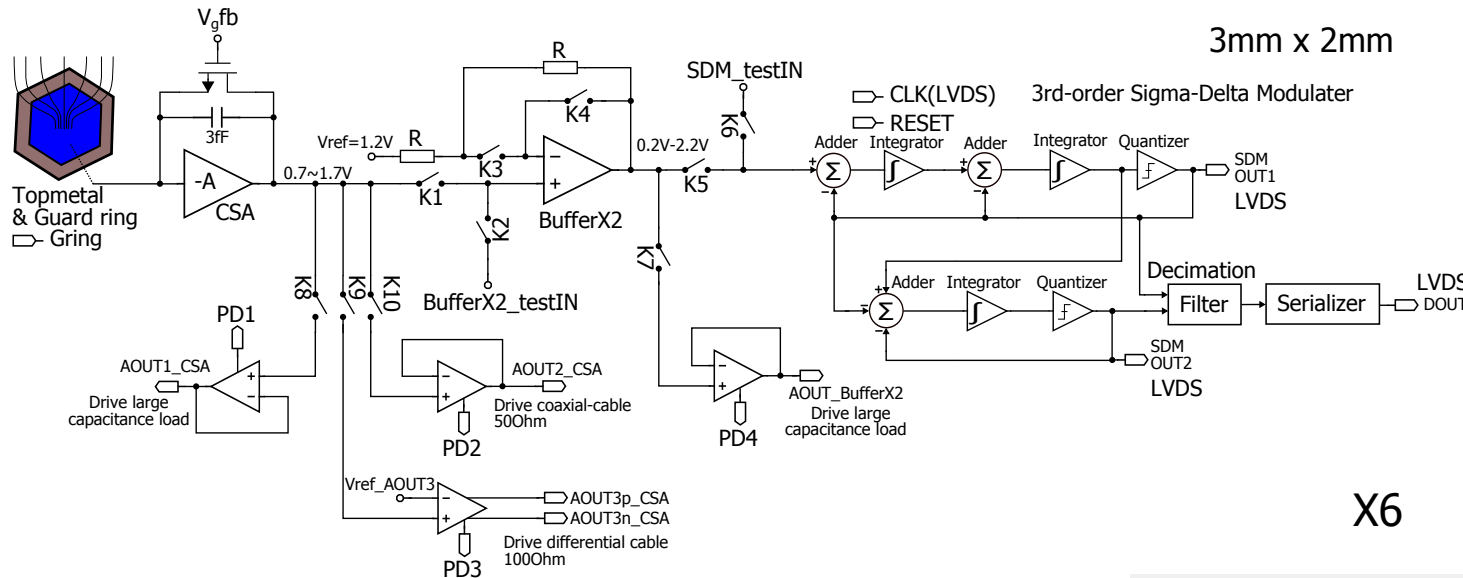 Vgfb
3mm x 2mm
R
SDM_testIN
3rd-order Sigma-Delta Modulater
CLK(LVDS)
RESET
K4
K6
3fF
Vref=1.2V
R
K3
0.2V-2.2V
Adder
Integrator
Adder
Integrator
Quantizer
SDM
OUT1
LVDS
-A
CSA
0.7~1.7V
K1
K5
BufferX2
Topmetal
& Guard ring
Gring
K2
K7
BufferX2_testIN
K8
K9
K10
Adder
Integrator
Quantizer
Decimation
Filter
Serializer
LVDS
DOUT
SDM
OUT2
LVDS
PD1
AOUT1_CSA
Drive large
capacitance load
AOUT2_CSA
Drive coaxial-cable
50Ohm
PD2
AOUT_BufferX2
Drive large
capacitance load
PD4
Vref_AOUT3
AOUT3p_CSA
AOUT3n_CSA
Drive differential cable
100Ohm
PD3
X6